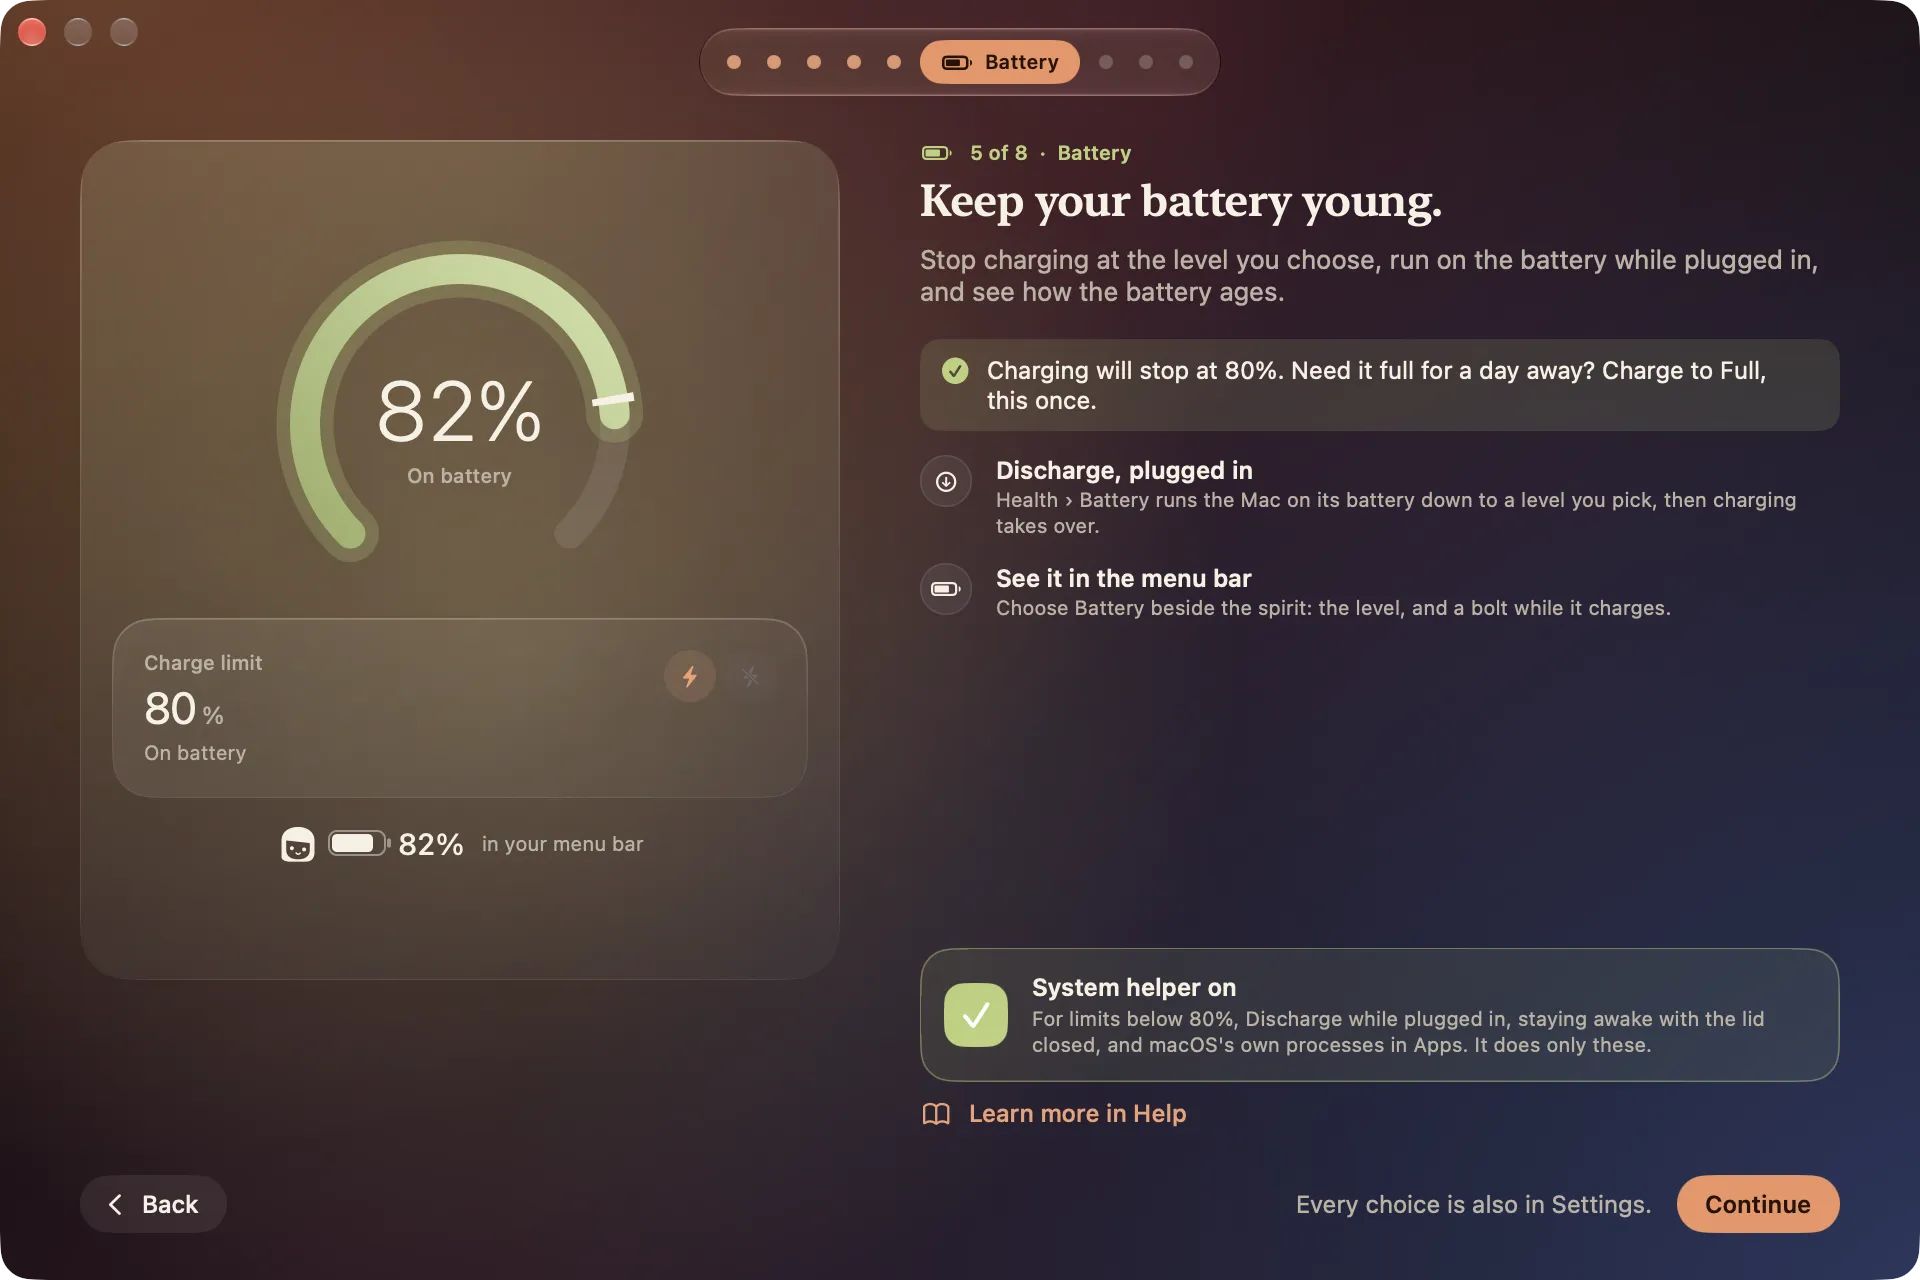 Battery
82%
On battery
Charge limit
80 %
On battery
82% in your menu bar
5 of 8 · Battery
Keep your battery young.
Stop charging at the level you choose, run on the battery while plugged in,
and see how the battery ages.
Charging will stop at 80%. Need it full for a day away? Charge to Full,
this once.
Discharge, plugged in
Health › Battery runs the Mac on its battery down to a level you pick, then charging
takes over.
See it in the menu bar
Choose Battery beside the spirit: the level, and a bolt while it charges.
System helper on
For limits below 80%, Discharge while plugged in, staying awake with the lid
closed, and macOS's own processes in Apps. It does only these.
Learn more in Help
Back
Every choice is also in Settings.
Continue